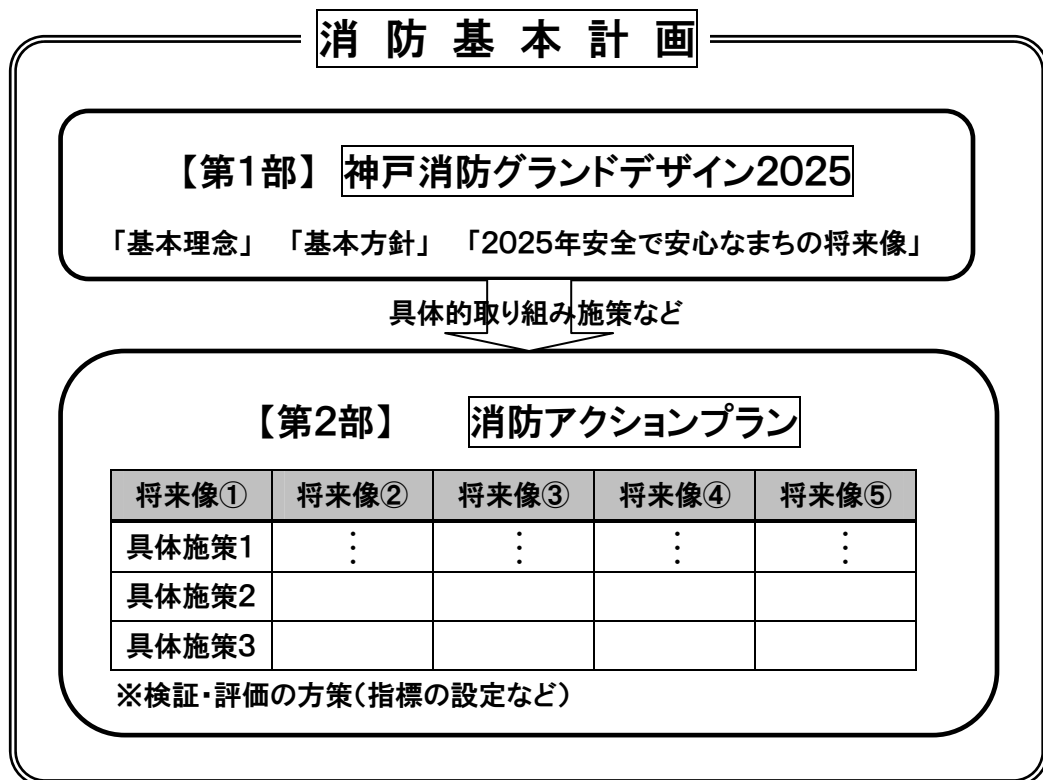 消防基本計画
【第1部】 神戸消防グランドデザイン2025
「基本理念」 「基本方針」 「2025年安全で安心なまちの将来像」
具体的取り組み施策など
【第2部】 消防アクションプラン
将来像① 将来像② 将来像③ 将来像④ 将来像⑤
具体施策1 ⋮ ⋮ ⋮ ⋮
具体施策2
具体施策3
※検証・評価の方策(指標の設定など)